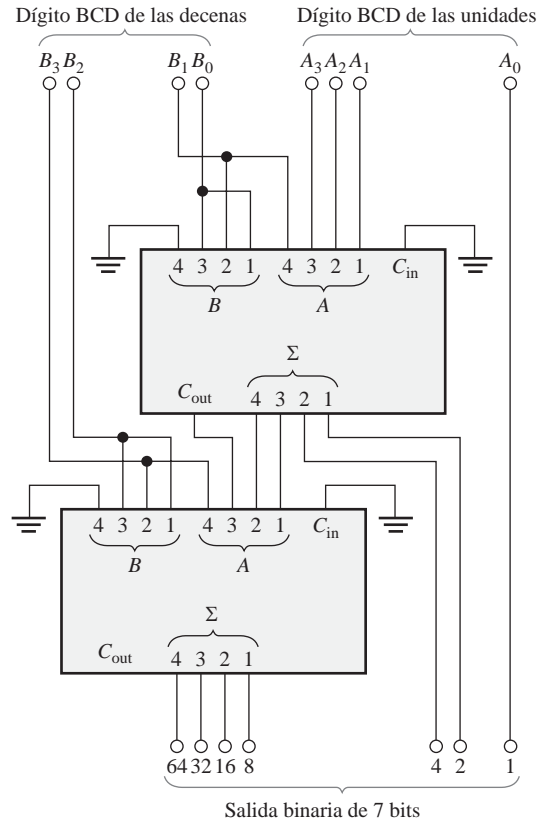 Dígito BCD de las decenas Dígito BCD de las unidades
B3 B2 B1 B0 A3 A2 A1 A0
4 3 2 1 4 3 2 1 Cin
B A
Σ
Cout 4 3 2 1
4 3 2 1 4 3 2 1 Cin
B A
Σ
Cout 4 3 2 1
64 32 16 8 4 2 1
Salida binaria de 7 bits